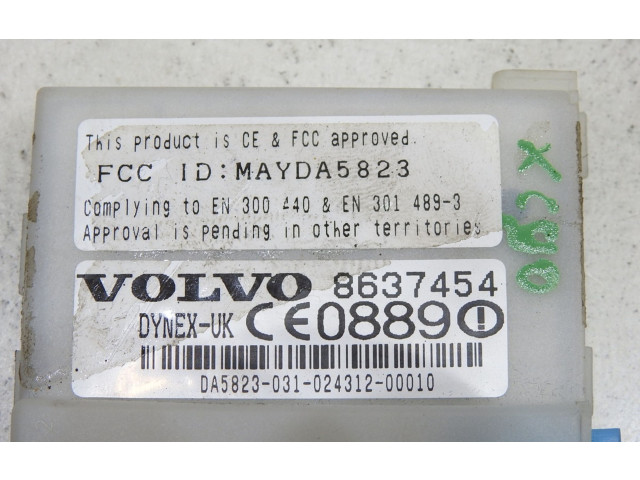 This product is CE & FCC approved.
FCC ID:MAYDA5823
Complying to EN 300 440 & EN 301 489-3
Approval is pending in other territories
VOLVO 8637454
DYNEX-UK CE0889
DA5823-031-024312-00010
XC90